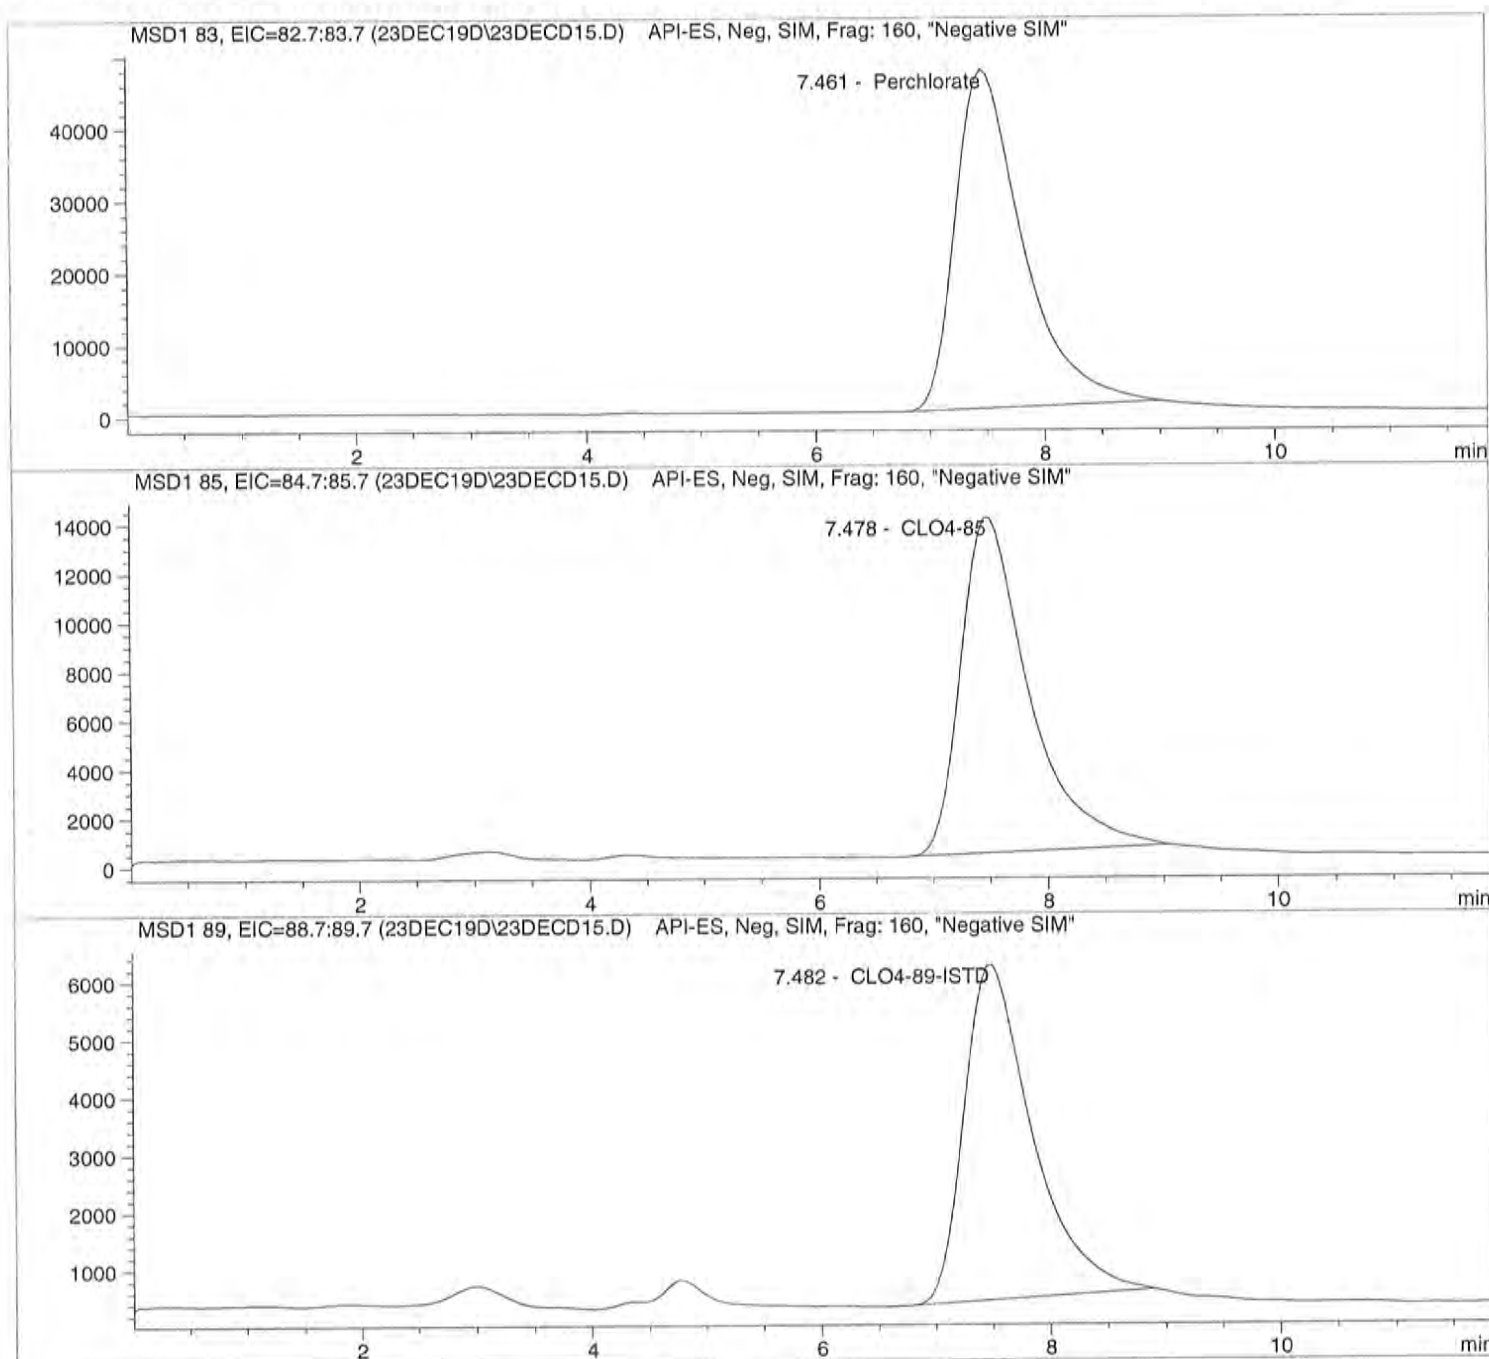 MSD1 83, EIC=82.7:83.7 (23DEC19D\23DECD15.D) API-ES, Neg, SIM, Frag: 160, "Negative SIM"
7.461 - Perchlorate
40000
30000
20000
10000
0
2 4 6 8 10 min
MSD1 85, EIC=84.7:85.7 (23DEC19D\23DECD15.D) API-ES, Neg, SIM, Frag: 160, "Negative SIM"
7.478 - CLO4-85
14000
12000
10000
8000
6000
4000
2000
0
2 4 6 8 10 min
MSD1 89, EIC=88.7:89.7 (23DEC19D\23DECD15.D) API-ES, Neg, SIM, Frag: 160, "Negative SIM"
7.482 - CLO4-89-ISTD
6000
5000
4000
3000
2000
1000
2 4 6 8 10 min